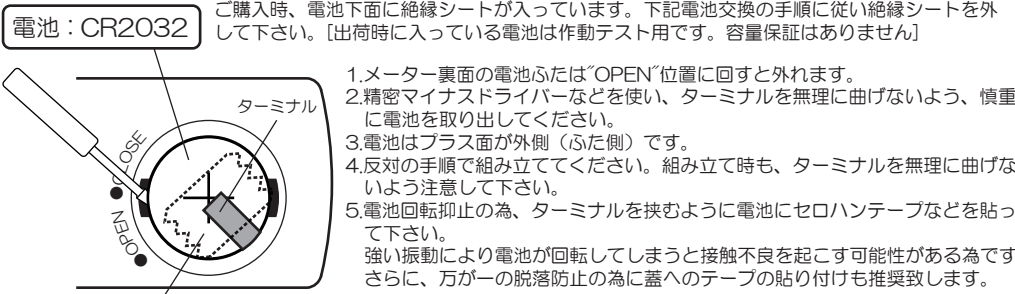 電池：CR2032
ご購入時、電池下面に絶縁シートが入っています。下記電池交換の手順に従い絶縁シートを外
して下さい。[出荷時に入っている電池は作動テスト用です。容量保証はありません]
1.メーター裏面の電池ふたは˝OPEN˝位置に回すと外れます。
2.精密マイナスドライバーなどを使い、ターミナルを無理に曲げないよう、慎重
に電池を取り出してください。
3.電池はプラス面が外側（ふた側）です。
4.反対の手順で組み立ててください。組み立て時も、ターミナルを無理に曲げな
いよう注意して下さい。
5.電池回転抑止の為、ターミナルを挟むように電池にセロハンテープなどを貼っ
て下さい。
強い振動により電池が回転してしまうと接触不良を起こす可能性がある為です
さらに、万が一の脱落防止の為に蓋へのテープの貼り付けも推奨致します。
ターミナル
CLOSE
OPEN